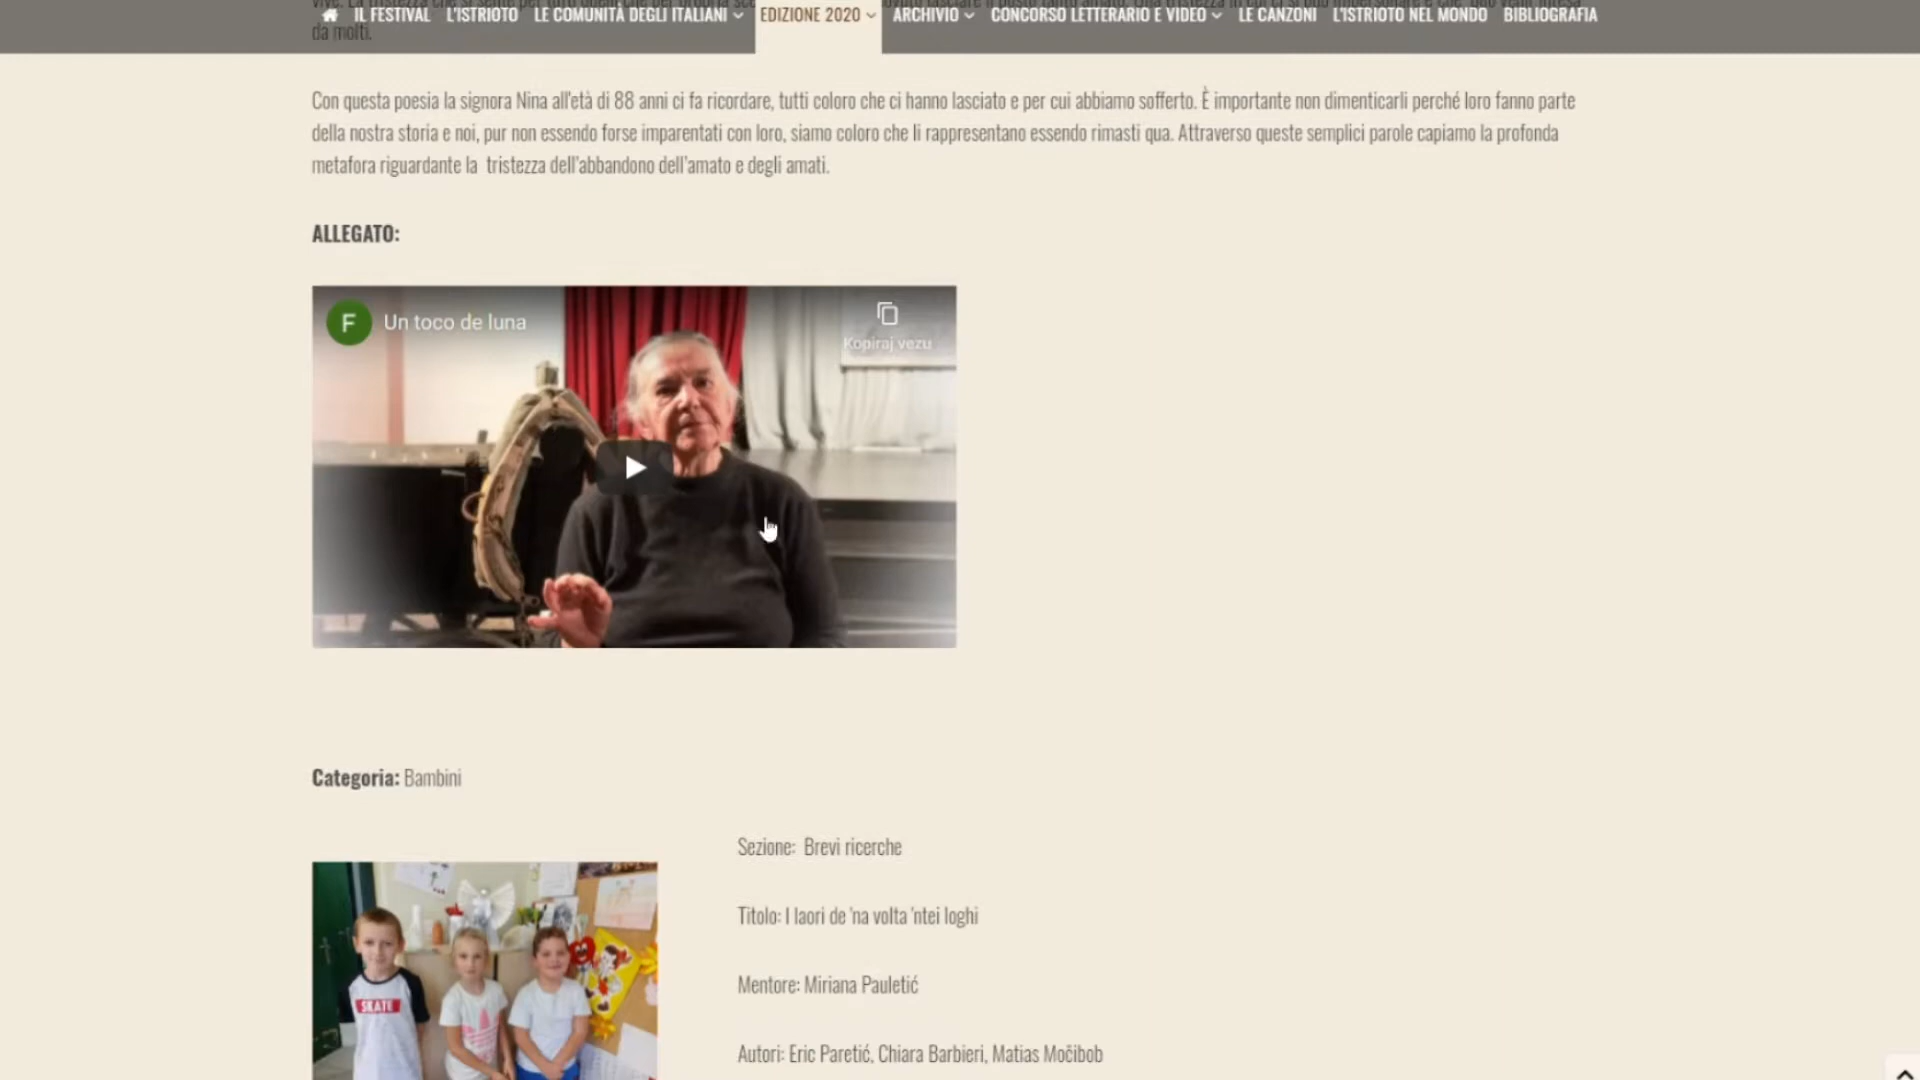 IL FESTIVAL L'ISTRIOTO LE COMUNITÀ DEGLI ITALIANI EDIZIONE 2020 ARCHIVIO CONCORSO LETTERARIO E VIDEO LE CANZONI L'ISTRIOTO NEL MONDO BIBLIOGRAFIA
da molti.
Con questa poesia la signora Nina all'età di 88 anni ci fa ricordare, tutti coloro che ci hanno lasciato e per cui abbiamo sofferto. È importante non dimenticarli perché loro fanno parte
della nostra storia e noi, pur non essendo forse imparentati con loro, siamo coloro che li rappresentano essendo rimasti qua. Attraverso queste semplici parole capiamo la profonda
metafora riguardante la tristezza dell'abbandono dell'amato e degli amati.
ALLEGATO:
F Un toco de luna
Kopiraj vezu
Categoria: Bambini
Sezione: Brevi ricerche
Titolo: I laori de 'na volta 'ntei loghi
Mentore: Miriana Pauletić
SKATE
Autori: Eric Paretić, Chiara Barbieri, Matias Močibob